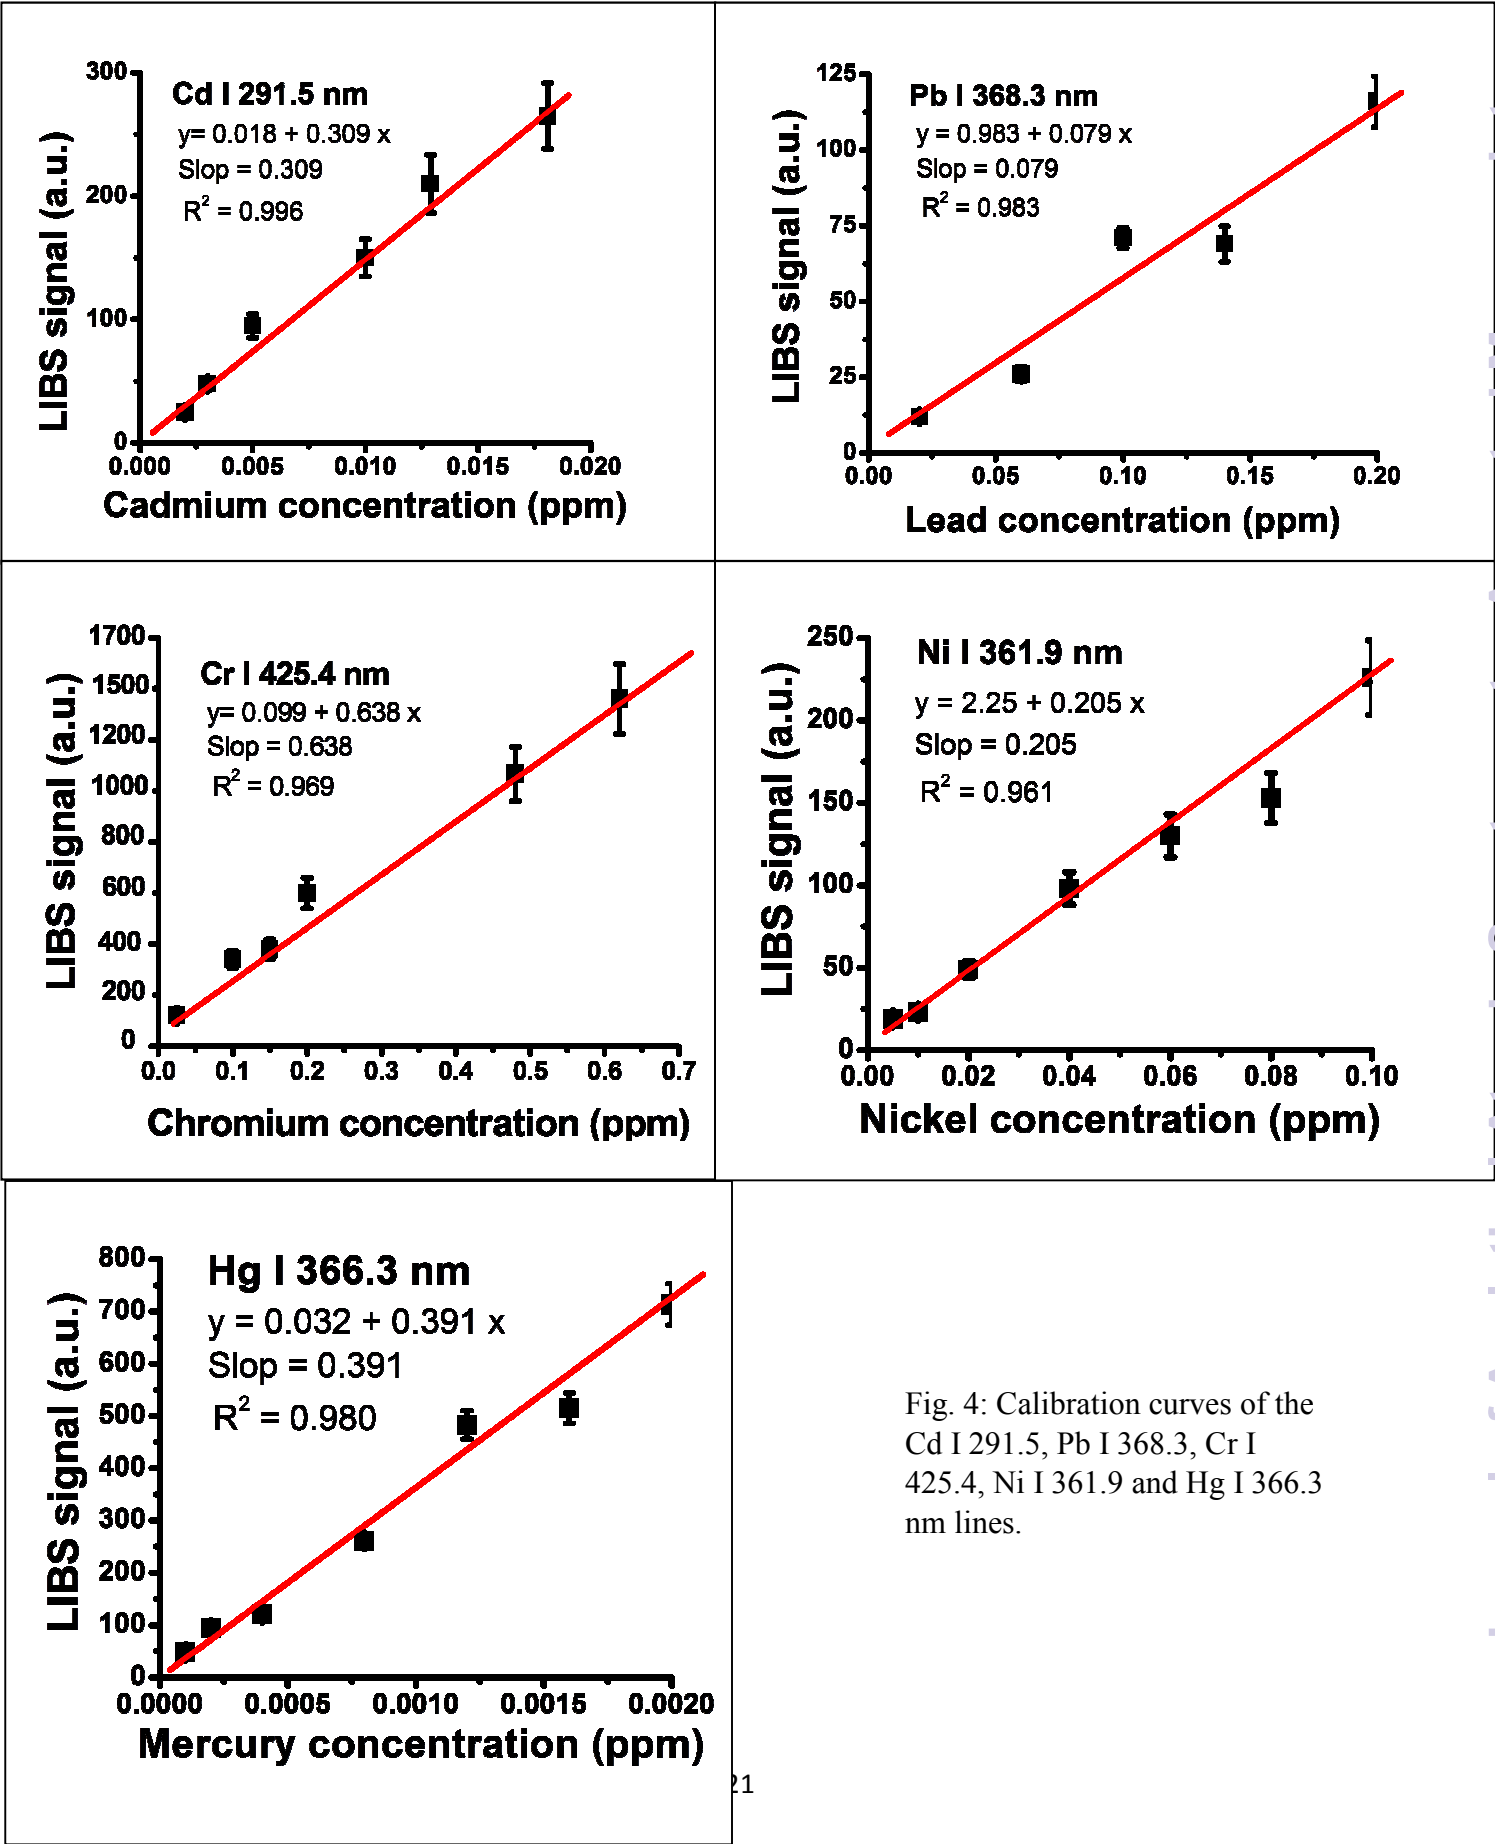 300
200
100
0
0.000 0.005 0.010 0.015 0.020
LIBS signal (a.u.)
Cd I 291.5 nm
y= 0.018 + 0.309 x
Slop = 0.309
R² = 0.996
Cadmium concentration (ppm)
125
100
75
50
25
0
0.00 0.05 0.10 0.15 0.20
LIBS signal (a.u.)
Pb I 368.3 nm
y = 0.983 + 0.079 x
Slop = 0.079
R² = 0.983
Lead concentration (ppm)
1700
1500
1200
1000
800
600
400
200
0
0.0 0.1 0.2 0.3 0.4 0.5 0.6 0.7
LIBS signal (a.u.)
Cr I 425.4 nm
y= 0.099 + 0.638 x
Slop = 0.638
R² = 0.969
Chromium concentration (ppm)
250
200
150
100
50
0
0.00 0.02 0.04 0.06 0.08 0.10
LIBS signal (a.u.)
Ni I 361.9 nm
y = 2.25 + 0.205 x
Slop = 0.205
R² = 0.961
Nickel concentration (ppm)
800
700
600
500
400
300
200
100
0
0.0000 0.0005 0.0010 0.0015 0.0020
LIBS signal (a.u.)
Hg I 366.3 nm
y = 0.032 + 0.391 x
Slop = 0.391
R² = 0.980
Mercury concentration (ppm)
Fig. 4: Calibration curves of the
Cd I 291.5, Pb I 368.3, Cr I
425.4, Ni I 361.9 and Hg I 366.3
nm lines.
21